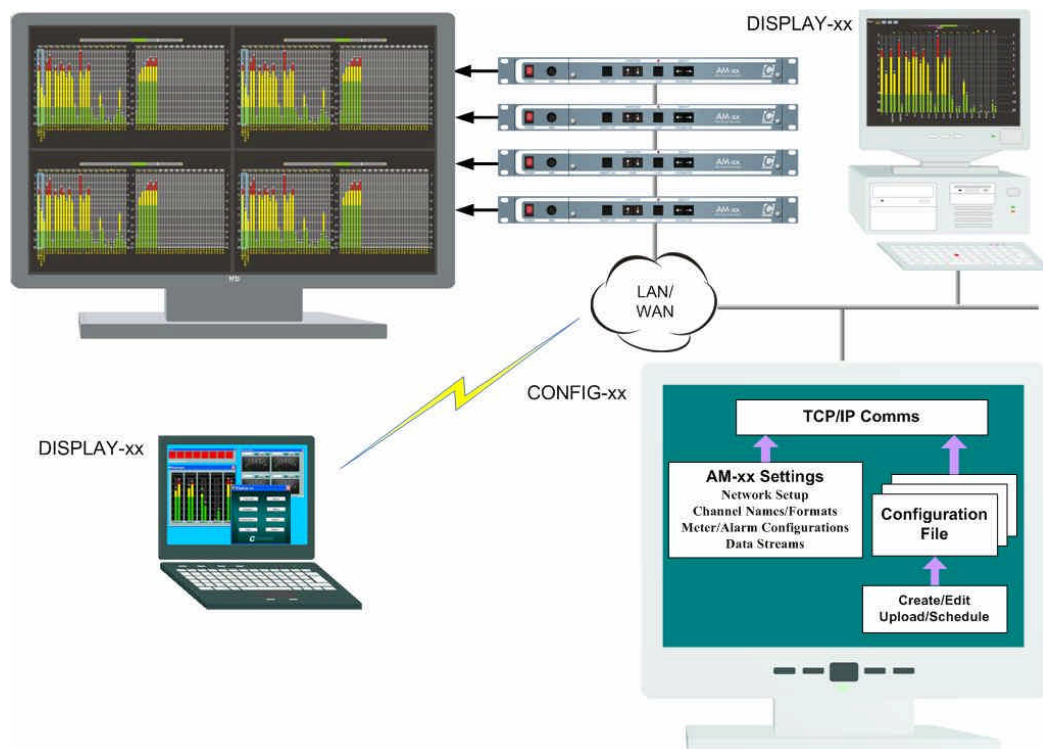 DISPLAY-xx
AM-xx
AM-xx
AM-xx
AM-xx
LAN/
WAN
CONFIG-xx
DISPLAY-xx
TCP/IP Comms
AM-xx Settings
Network Setup
Channel Names/Formats
Meter/Alarm Configurations
Data Streams
Configuration
File
Create/Edit
Upload/Schedule